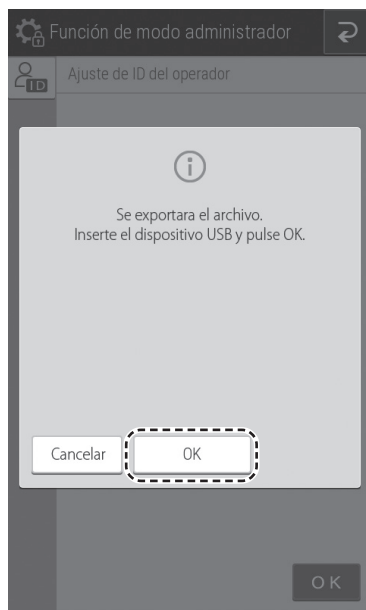 Función de modo administrador
ID
Ajuste de ID del operador
Se exportara el archivo.
Inserte el dispositivo USB y pulse OK.
Cancelar
OK
OK